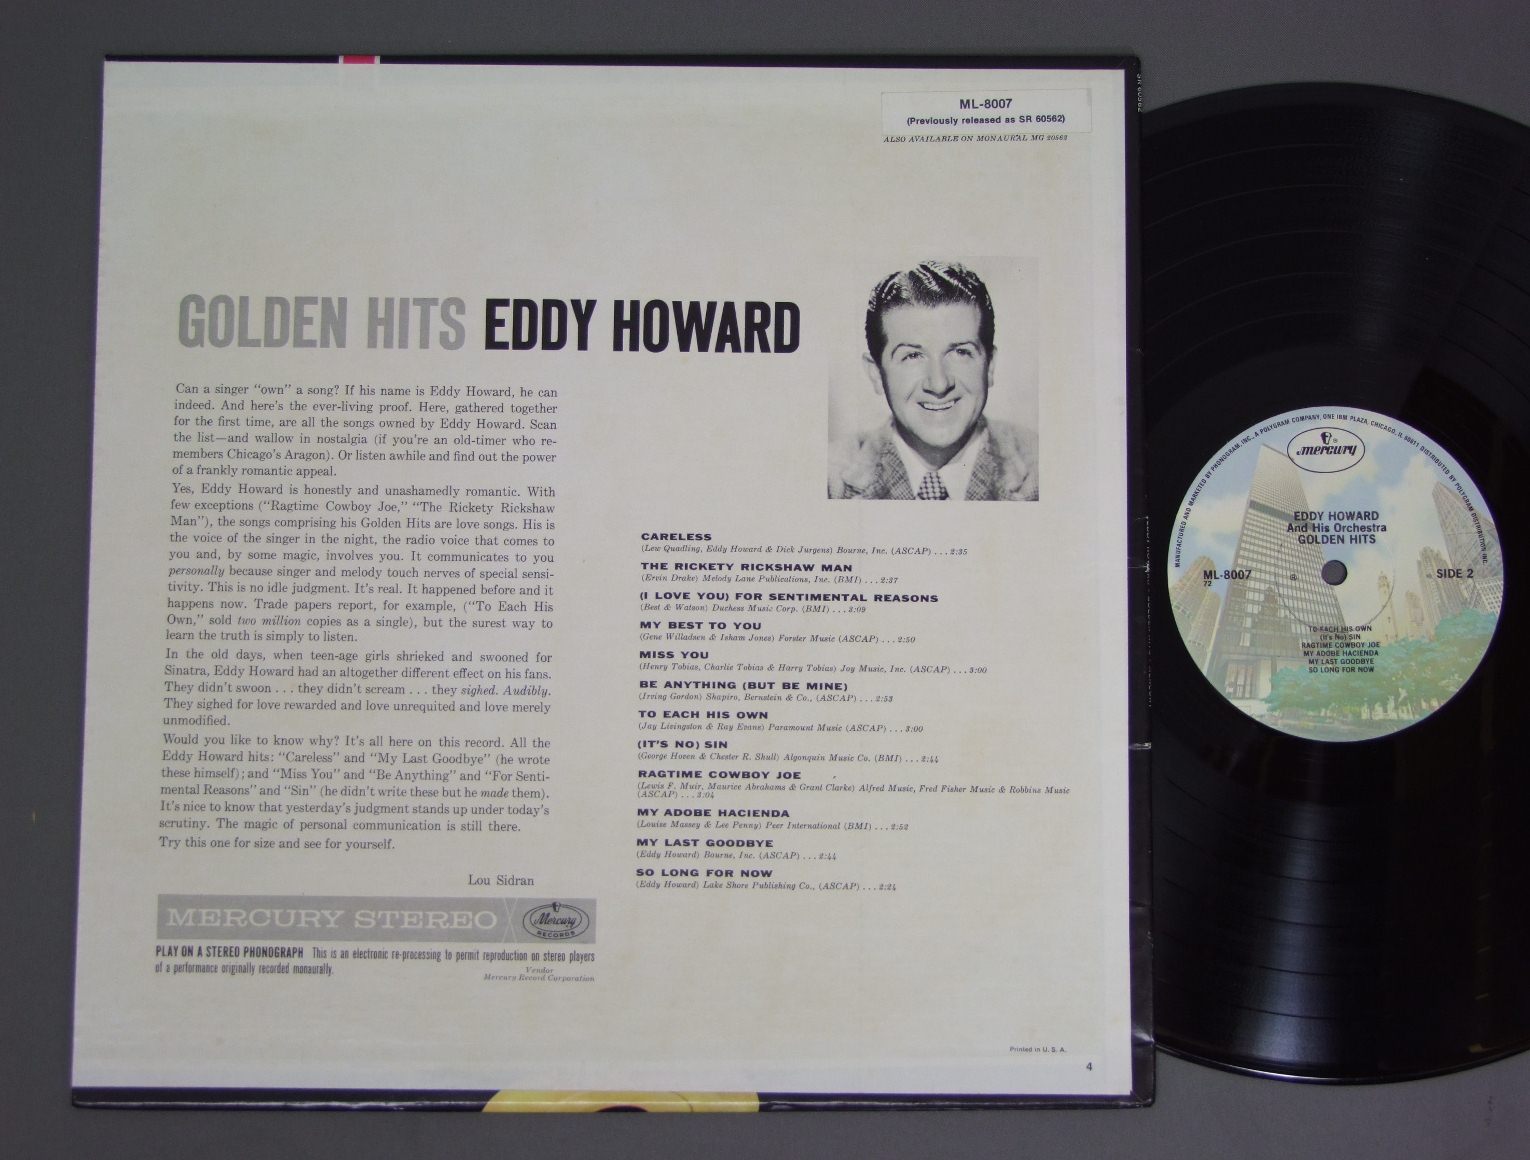 ML-8007
(Previously released as SR 60562)
ALSO AVAILABLE ON MONAURAL MG 20562
SR 60562
GOLDEN HITS EDDY HOWARD
Can a singer "own" a song? If his name is Eddy Howard, he can
indeed. And here's the ever-living proof. Here, gathered together
for the first time, are all the songs owned by Eddy Howard. Scan
the list—and wallow in nostalgia (if you're an old-timer who re-
members Chicago's Aragon). Or listen awhile and find out the power
of a frankly romantic appeal.
Yes, Eddy Howard is honestly and unashamedly romantic. With
few exceptions ("Ragtime Cowboy Joe," "The Rickety Rickshaw
Man"), the songs comprising his Golden Hits are love songs. His is
the voice of the singer in the night, the radio voice that comes to
you and, by some magic, involves you. It communicates to you
personally because singer and melody touch nerves of special sensi-
tivity. This is no idle judgment. It's real. It happened before and it
happens now. Trade papers report, for example, ("To Each His
Own," sold two million copies as a single), but the surest way to
learn the truth is simply to listen.
In the old days, when teen-age girls shrieked and swooned for
Sinatra, Eddy Howard had an altogether different effect on his fans.
They didn't swoon . . . they didn't scream . . . they sighed. Audibly.
They sighed for love rewarded and love unrequited and love merely
unmodified.
Would you like to know why? It's all here on this record. All the
Eddy Howard hits: "Careless" and "My Last Goodbye" (he wrote
these himself); and "Miss You" and "Be Anything" and "For Senti-
mental Reasons" and "Sin" (he didn't write these but he made them).
It's nice to know that yesterday's judgment stands up under today's
scrutiny. The magic of personal communication is still there.
Try this one for size and see for yourself.
Lou Sidran
MERCURY STEREO
Mercury
RECORDS
PLAY ON A STEREO PHONOGRAPH This is an electronic re-processing to permit reproduction on stereo players
of a performance originally recorded monaurally.
Vendor
Mercury Record Corporation
CARELESS
(Lew Quadling, Eddy Howard & Dick Jurgens) Bourne, Inc. (ASCAP) . . . 2:35
THE RICKETY RICKSHAW MAN
(Ervin Drake) Melody Lane Publications, Inc. (BMI) . . . 2:37
(I LOVE YOU) FOR SENTIMENTAL REASONS
(Best & Watson) Duchess Music Corp. (BMI) . . . 3:09
MY BEST TO YOU
(Gene Willadsen & Isham Jones) Forster Music (ASCAP) . . . 2:50
MISS YOU
(Henry Tobias, Charlie Tobias & Harry Tobias) Joy Music, Inc. (ASCAP) . . . 3:00
BE ANYTHING (BUT BE MINE)
(Irving Gordon) Shapiro, Bernstein & Co., (ASCAP) . . . 2:53
TO EACH HIS OWN
(Jay Livingston & Ray Evans) Paramount Music (ASCAP) . . . 3:00
(IT'S NO) SIN
(George Hoven & Chester R. Shull) Algonquin Music Co. (BMI) . . . 2:44
RAGTIME COWBOY JOE
(Lewis F. Muir, Maurice Abrahams & Grant Clarke) Alfred Music, Fred Fisher Music & Robbins Music
(ASCAP) . . . 3:04
MY ADOBE HACIENDA
(Louise Massey & Lee Penny) Peer International (BMI) . . . 2:52
MY LAST GOODBYE
(Eddy Howard) Bourne, Inc. (ASCAP) . . . 2:44
SO LONG FOR NOW
(Eddy Howard) Lake Shore Publishing Co., (ASCAP) . . . 2:24
Printed in U. S. A.
4
MANUFACTURED AND MARKETED BY PHONOGRAM, INC., A POLYGRAM COMPANY, ONE IBM PLAZA, CHICAGO, IL 60611 DISTRIBUTED BY POLYGRAM DISTRIBUTION INC.
mercury
EDDY HOWARD
And His Orchestra
GOLDEN HITS
ML-8007
72
SIDE 2
TO EACH HIS OWN
(It's No) SIN
RAGTIME COWBOY JOE
MY ADOBE HACIENDA
MY LAST GOODBYE
SO LONG FOR NOW